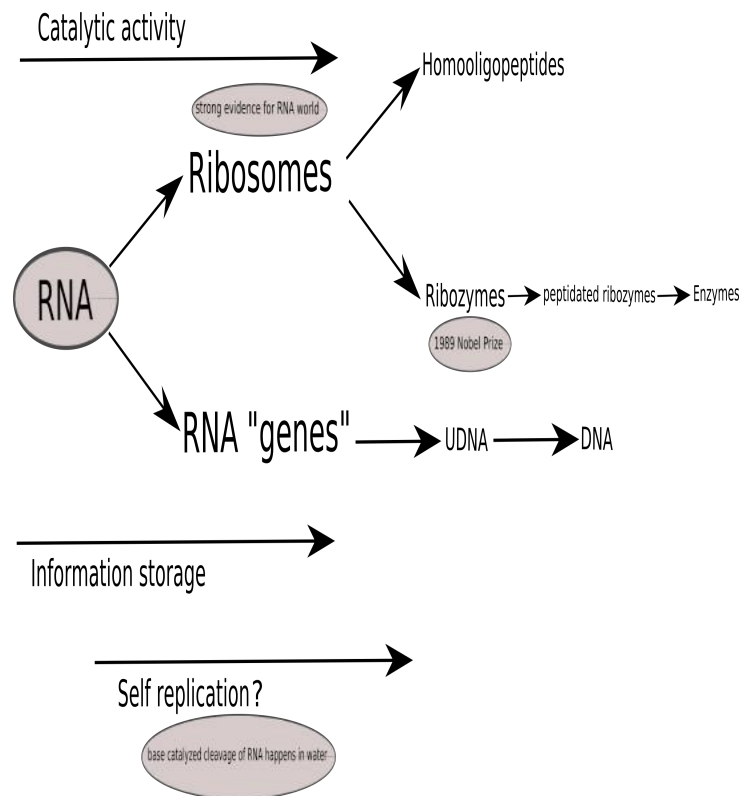 Catalytic activity
Homooligopeptides
strong evidence for RNA world
Ribosomes
RNA
Ribozymes
peptidated ribozymes
Enzymes
1989 Nobel Prize
RNA "genes"
UDNA
DNA
Information storage
Self replication?
base catalyzed cleavage of RNA happens in water